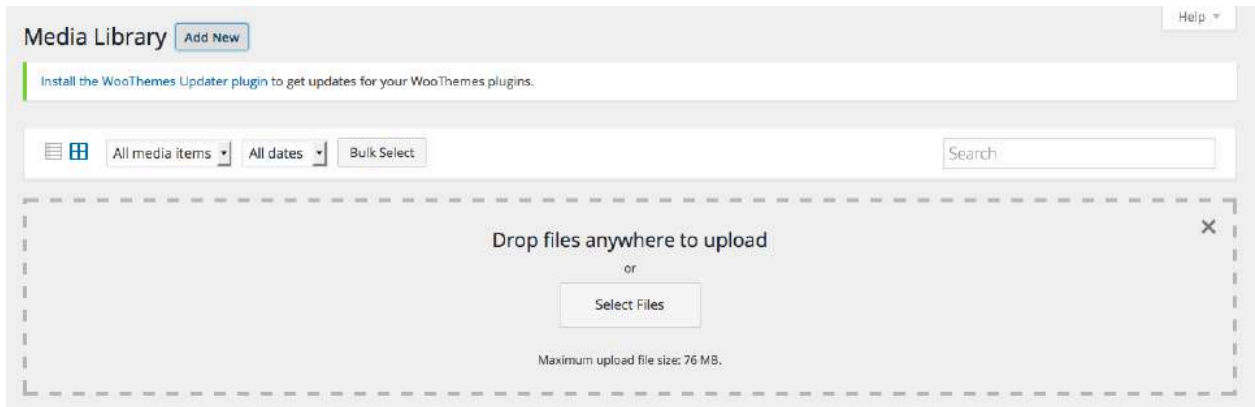 Help
Media Library Add New
Install the WooThemes Updater plugin to get updates for your WooThemes plugins.
All media items All dates Bulk Select Search
Drop files anywhere to upload
or
Select Files
Maximum upload file size: 76 MB.